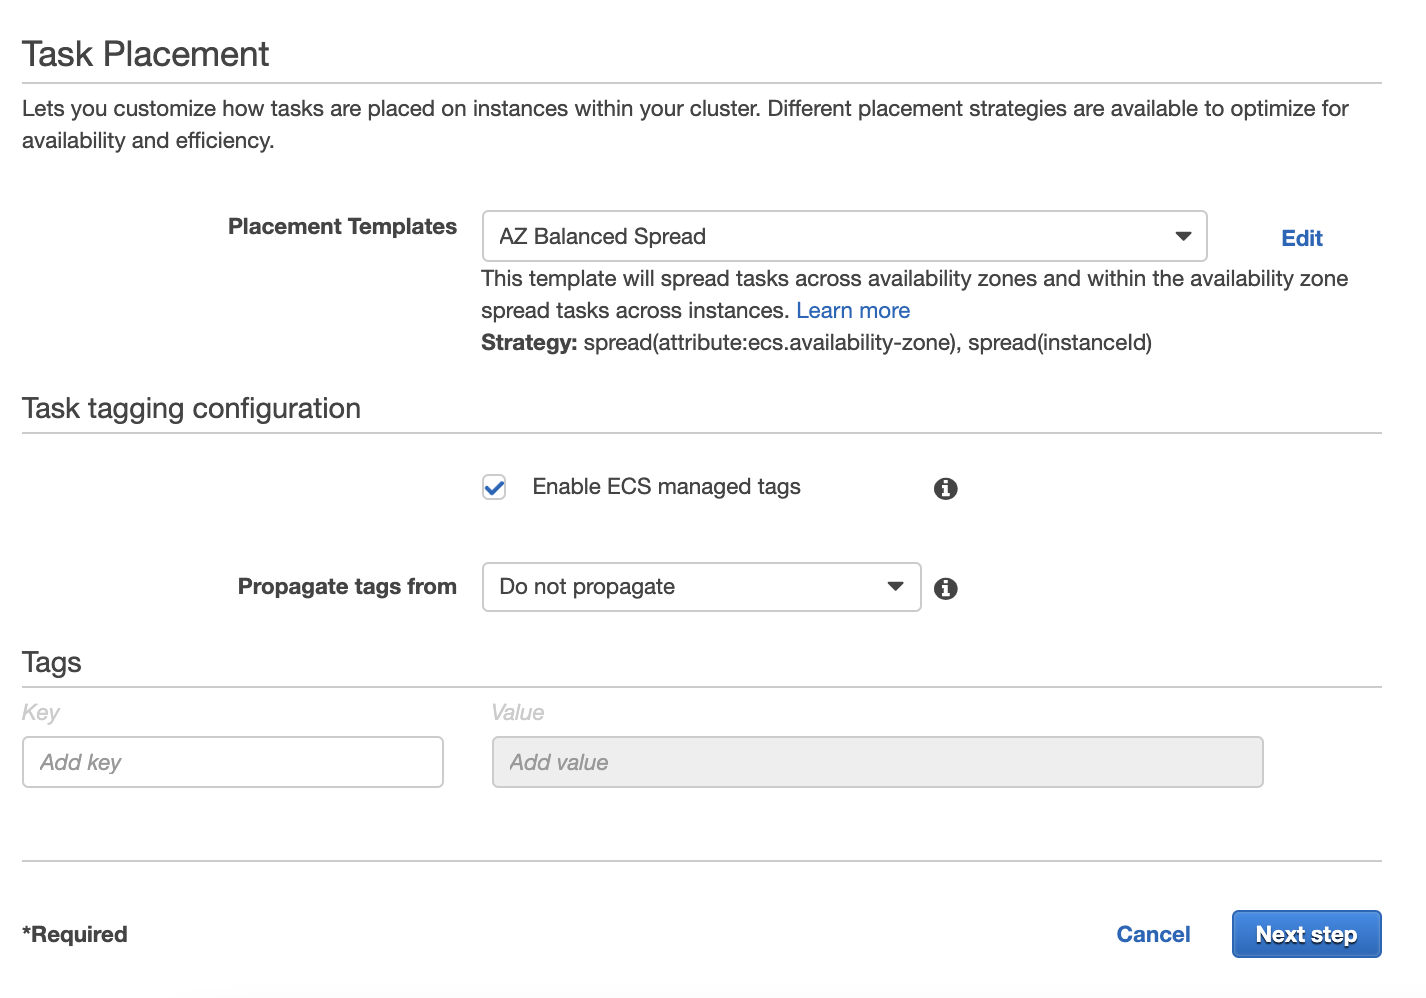 Task Placement
Lets you customize how tasks are placed on instances within your cluster. Different placement strategies are available to optimize for
availability and efficiency.
Placement Templates
AZ Balanced Spread
Edit
This template will spread tasks across availability zones and within the availability zone
spread tasks across instances. Learn more
Strategy: spread(attribute:ecs.availability-zone), spread(instanceId)
Task tagging configuration
Enable ECS managed tags
Propagate tags from
Do not propagate
Tags
Key Value
Add key Add value
*Required
Cancel Next step